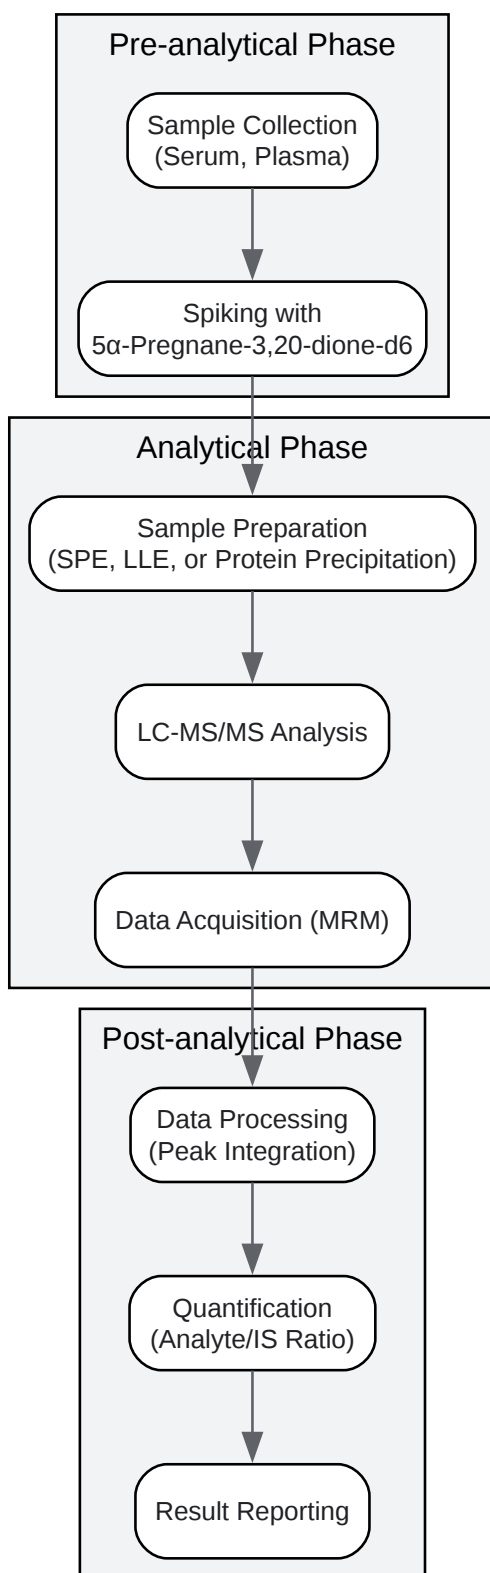 Pre-analytical Phase
Sample Collection
(Serum, Plasma)
Spiking with
5α-Pregnane-3,20-dione-d6
Analytical Phase
Sample Preparation
(SPE, LLE, or Protein Precipitation)
LC-MS/MS Analysis
Data Acquisition (MRM)
Post-analytical Phase
Data Processing
(Peak Integration)
Quantification
(Analyte/IS Ratio)
Result Reporting